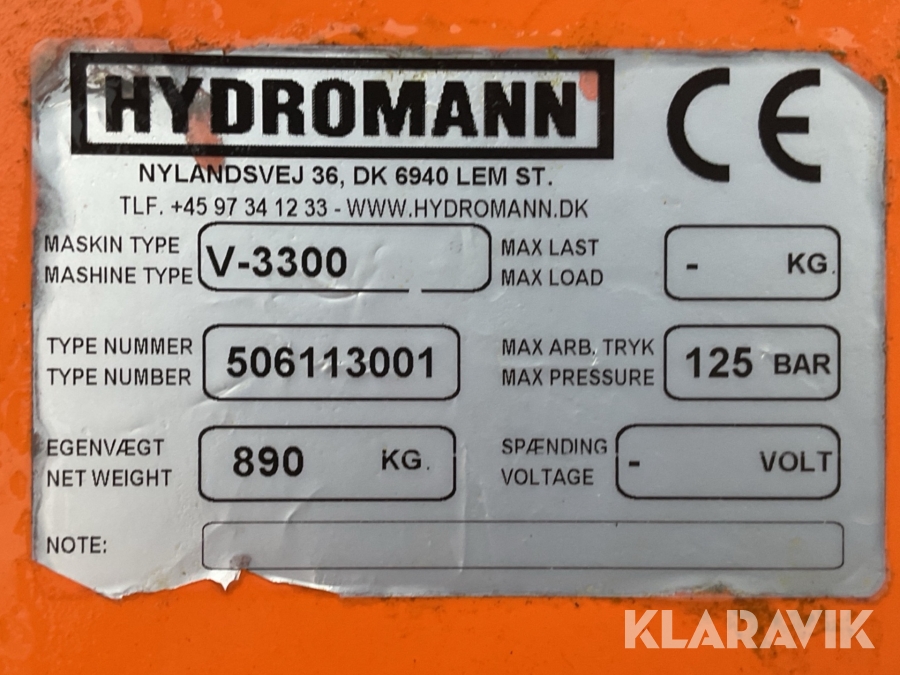 HYDROMANN
CE
NYLANDSVEJ 36, DK 6940 LEM ST.
TLF. +45 97 34 12 33 - WWW.HYDROMANN.DK
MASKIN TYPE
MASHINE TYPE
V-3300
MAX LAST
MAX LOAD
- KG.
TYPE NUMMER
TYPE NUMBER
506113001
MAX ARB. TRYK
MAX PRESSURE
125 BAR
EGENVÆGT
NET WEIGHT
890 KG.
SPÆNDING
VOLTAGE
- VOLT
NOTE:
KLARAVIK